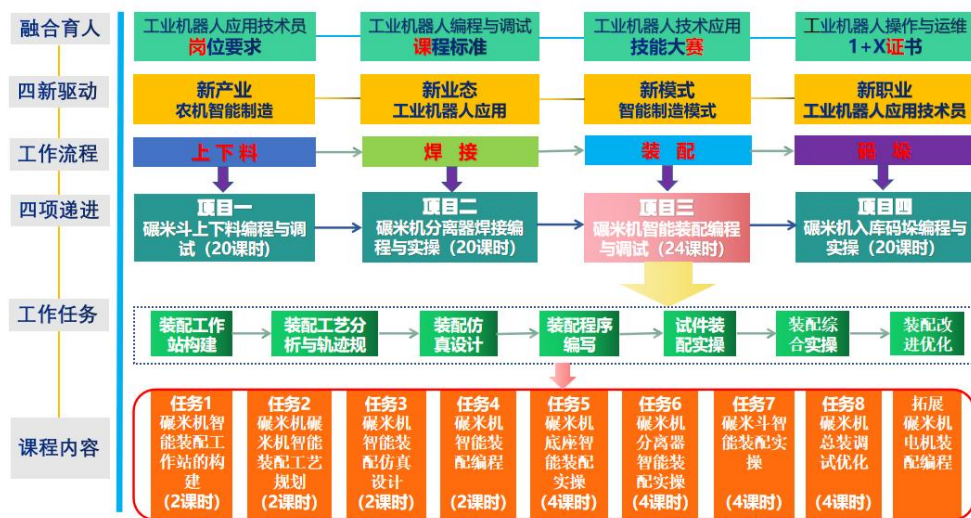 融合育人
工业机器人应用技术员
岗位要求
工业机器人编程与调试
课程标准
工业机器人技术应用
技能大赛
工业机器人操作与运维
1+X证书
四新驱动
新产业
农机智能制造
新业态
工业机器人应用
新模式
智能制造模式
新职业
工业机器人应用技术员
工作流程
上下料
焊 接
装 配
码 垛
四项递进
项目一
碾米斗上下料编程与调
试（20课时）
项目二
碾米机分离器焊接编
程与实操（20课时）
项目三
碾米机智能装配编程
与调试（24课时）
项目四
碾米机入库码垛编程与
实操（20课时）
工作任务
装配工作
站构建
装配工艺分
析与轨迹规
装配仿
真设计
装配程序
编写
试件装
配实操
装配综
合实操
装配改
进优化
课程内容
任务1
碾米机智
能装配工
作站的构
建
(2课时)
任务2
碾米机碾
米机智能
装配工艺
规划
(2课时)
任务3
碾米机
智能装
配仿真
设计
(2课时)
任务4
碾米机
智能装
配编程
(2课时)
任务5
碾米机
底座智
能装配
实操
(4课时)
任务6
碾米机
分离器
智能装
配实操
(4课时)
任务7
碾米斗智
能装配实
操
(4课时)
任务8
碾米机
总装调
试优化
(4课时)
拓展
碾米机
电机装
配编程